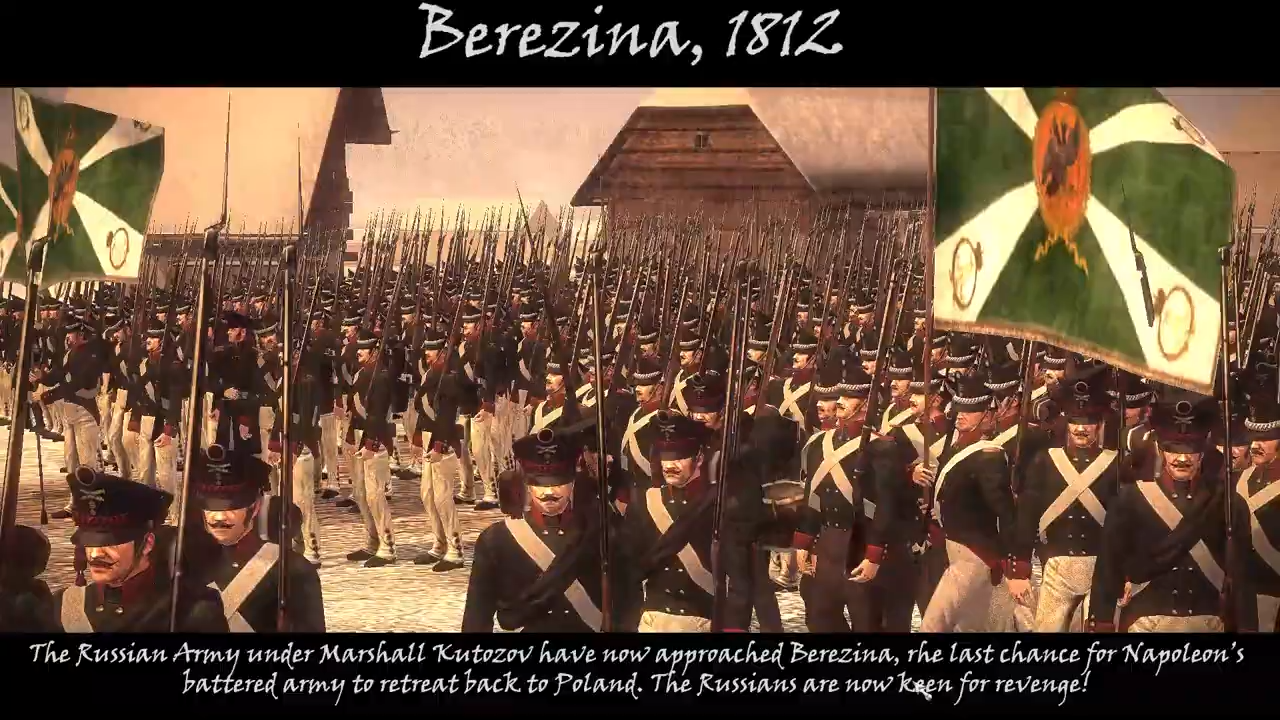 Berezina, 1812
The Russian Army under Marshall Kutozov have now approached Berezina, rhe last chance for Napoleon's
battered army to retreat back to Poland. The Russians are now keen for revenge!